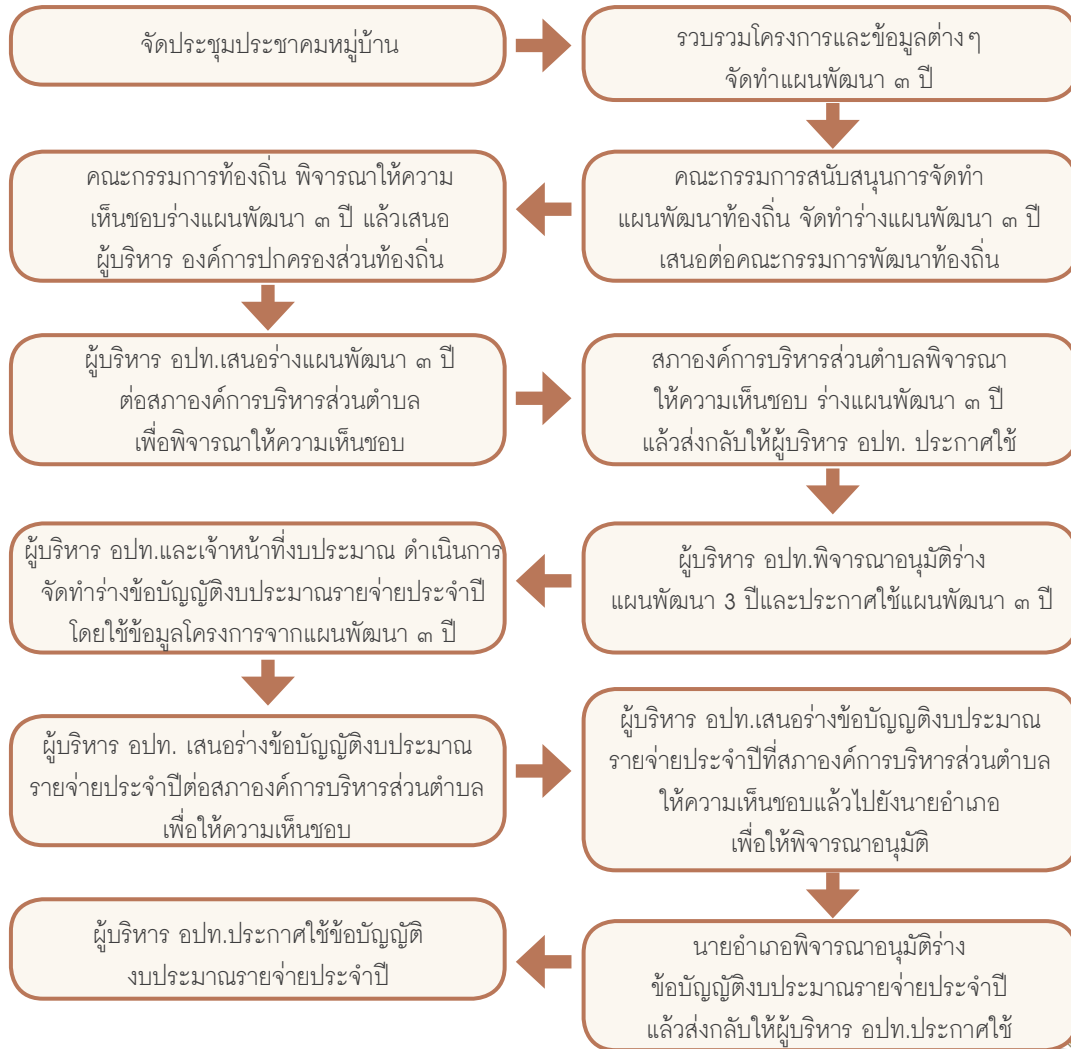 จัดประชุมประชาคมหมู่บ้าน
รวบรวมโครงการและข้อมูลต่างๆ
จัดทำแผนพัฒนา ๓ ปี
คณะกรรมการสนับสนุนการจัดทำ
แผนพัฒนาท้องถิ่น จัดทำร่างแผนพัฒนา ๓ ปี
เสนอต่อคณะกรรมการพัฒนาท้องถิ่น
คณะกรรมการท้องถิ่น พิจารณาให้ความ
เห็นชอบร่างแผนพัฒนา ๓ ปี แล้วเสนอ
ผู้บริหาร องค์การปกครองส่วนท้องถิ่น
ผู้บริหาร อปท.เสนอร่างแผนพัฒนา ๓ ปี
ต่อสภาองค์การบริหารส่วนตำบล
เพื่อพิจารณาให้ความเห็นชอบ
สภาองค์การบริหารส่วนตำบลพิจารณา
ให้ความเห็นชอบ ร่างแผนพัฒนา ๓ ปี
แล้วส่งกลับให้ผู้บริหาร อปท. ประกาศใช้
ผู้บริหาร อปท.พิจารณาอนุมัติร่าง
แผนพัฒนา 3 ปีและประกาศใช้แผนพัฒนา ๓ ปี
ผู้บริหาร อปท.และเจ้าหน้าที่งบประมาณ ดำเนินการ
จัดทำร่างข้อบัญญัติงบประมาณรายจ่ายประจำปี
โดยใช้ข้อมูลโครงการจากแผนพัฒนา ๓ ปี
ผู้บริหาร อปท. เสนอร่างข้อบัญญัติงบประมาณ
รายจ่ายประจำปีต่อสภาองค์การบริหารส่วนตำบล
เพื่อให้ความเห็นชอบ
ผู้บริหาร อปท.เสนอร่างข้อบัญญติงบประมาณ
รายจ่ายประจำปีที่สภาองค์การบริหารส่วนตำบล
ให้ความเห็นชอบแล้วไปยังนายอำเภอ
เพื่อให้พิจารณาอนุมัติ
นายอำเภอพิจารณาอนุมัติร่าง
ข้อบัญญัติงบประมาณรายจ่ายประจำปี
แล้วส่งกลับให้ผู้บริหาร อปท.ประกาศใช้
ผู้บริหาร อปท.ประกาศใช้ข้อบัญญัติ
งบประมาณรายจ่ายประจำปี